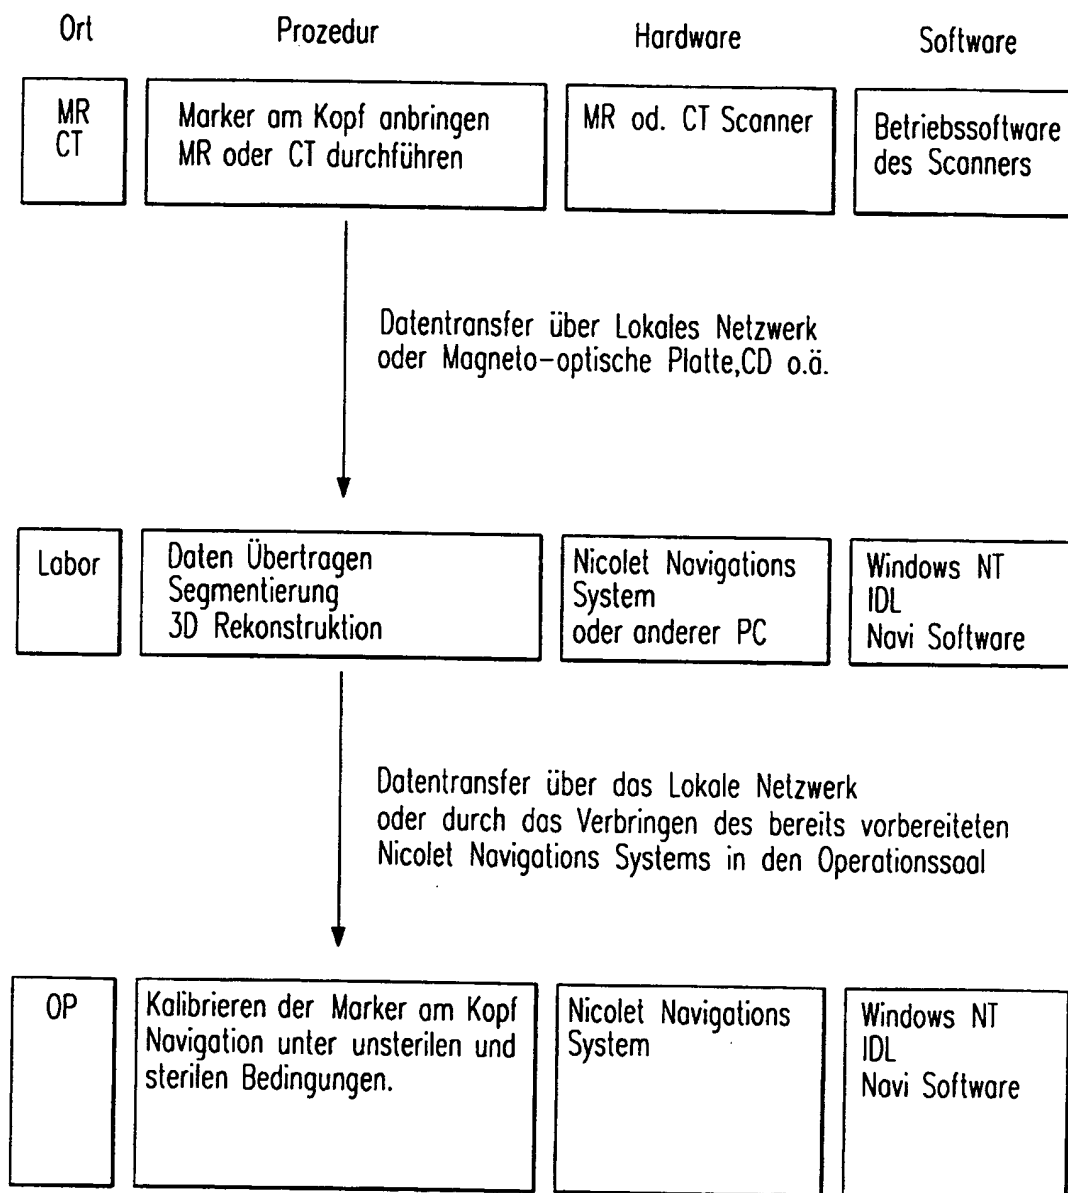 Ort Prozedur Hardware Software
MR
CT
Marker am Kopf anbringen
MR oder CT durchführen
MR od. CT Scanner
Betriebssoftware
des Scanners
Datentransfer über Lokales Netzwerk
oder Magneto-optische Platte,CD o.ä.
Labor
Daten Übertragen
Segmentierung
3D Rekonstruktion
Nicolet Navigations
System
oder anderer PC
Windows NT
IDL
Navi Software
Datentransfer über das Lokale Netzwerk
oder durch das Verbringen des bereits vorbereiteten
Nicolet Navigations Systems in den Operationssaal
OP
Kalibrieren der Marker am Kopf
Navigation unter unsterilen und
sterilen Bedingungen.
Nicolet Navigations
System
Windows NT
IDL
Navi Software